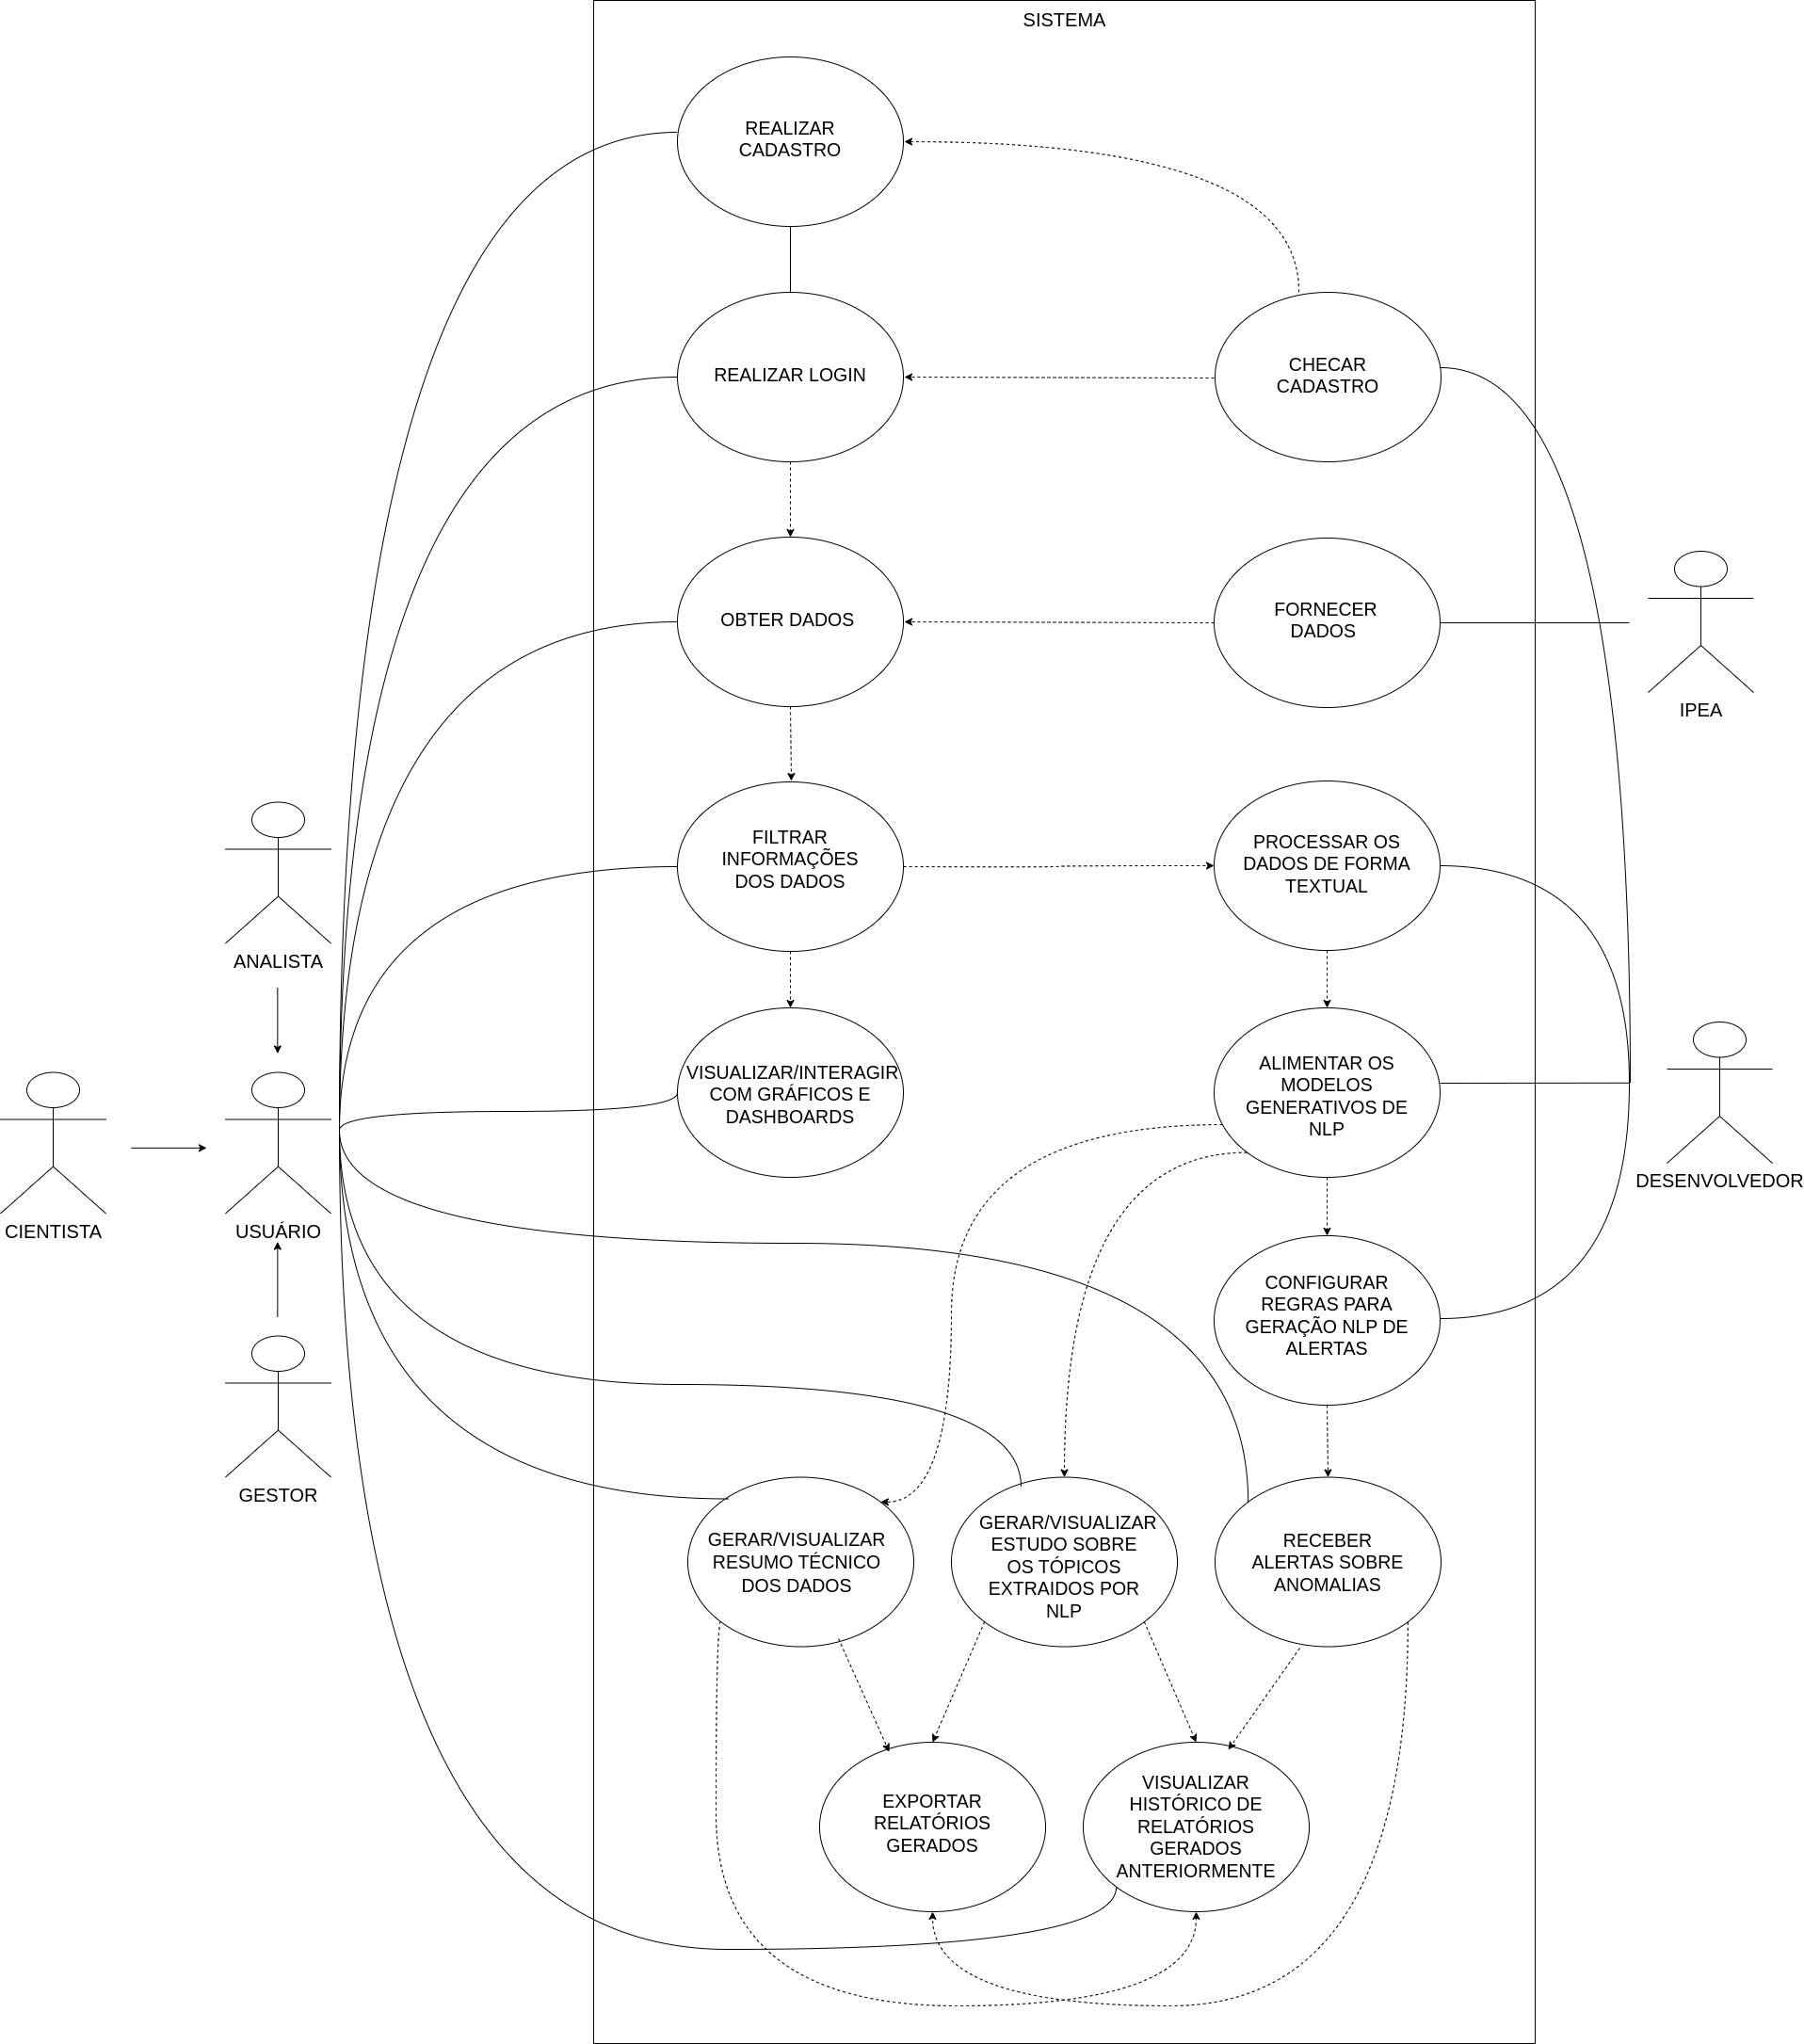 SISTEMA
REALIZAR
CADASTRO
REALIZAR LOGIN
CHECAR
CADASTRO
OBTER DADOS
FORNECER
DADOS
IPEA
FILTRAR
INFORMAÇÕES
DOS DADOS
PROCESSAR OS
DADOS DE FORMA
TEXTUAL
ANALISTA
VISUALIZAR/INTERAGIR
COM GRÁFICOS E
DASHBOARDS
ALIMENTAR OS
MODELOS
GENERATIVOS DE
NLP
DESENVOLVEDOR
CIENTISTA
USUÁRIO
CONFIGURAR
REGRAS PARA
GERAÇÃO NLP DE
ALERTAS
GESTOR
GERAR/VISUALIZAR
RESUMO TÉCNICO
DOS DADOS
GERAR/VISUALIZAR
ESTUDO SOBRE
OS TÓPICOS
EXTRAIDOS POR
NLP
RECEBER
ALERTAS SOBRE
ANOMALIAS
EXPORTAR
RELATÓRIOS
GERADOS
VISUALIZAR
HISTÓRICO DE
RELATÓRIOS
GERADOS
ANTERIORMENTE